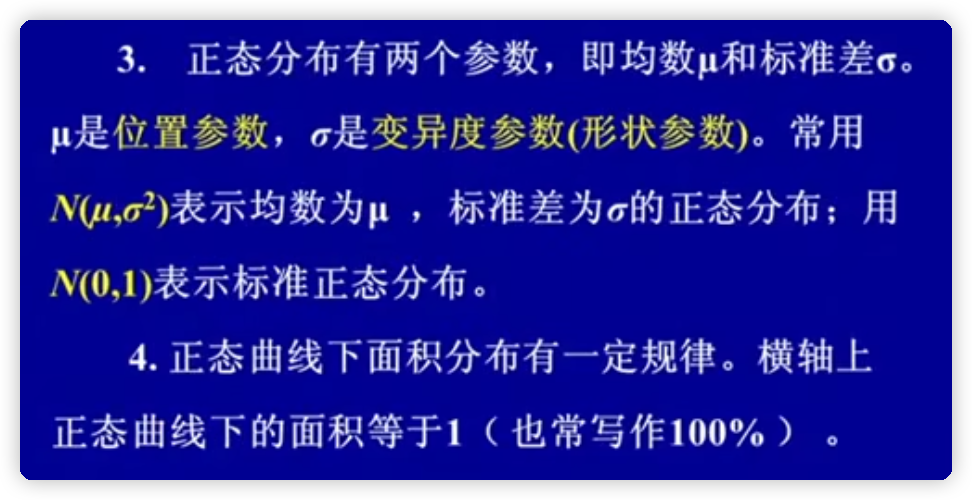 3. 正态分布有两个参数，即均数μ和标准差σ。
μ是位置参数，σ是变异度参数(形状参数)。常用
N(μ,σ²)表示均数为μ ，标准差为σ的正态分布；用
N(0,1)表示标准正态分布。
4. 正态曲线下面积分布有一定规律。横轴上
正态曲线下的面积等于1（也常写作100%）。